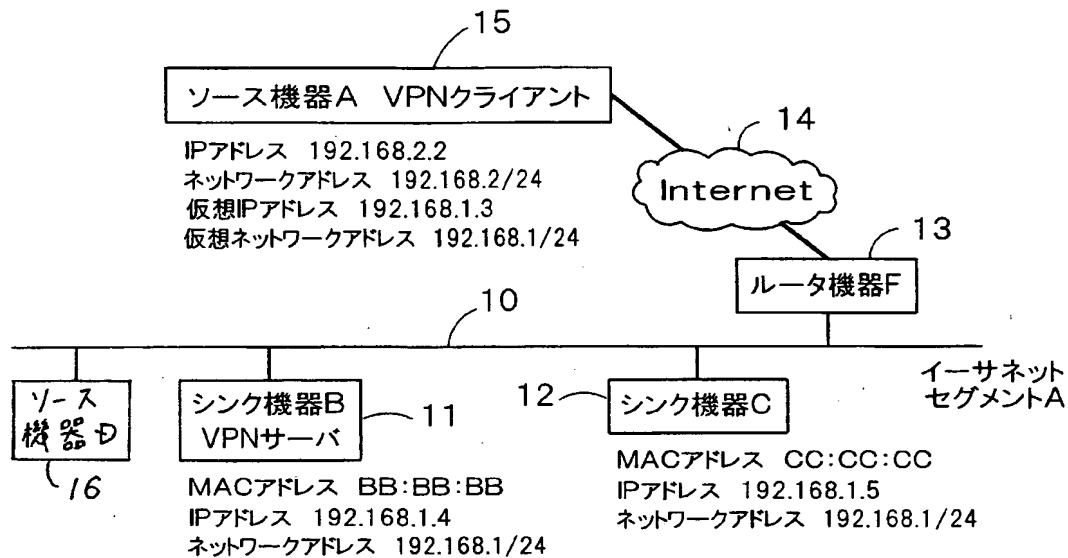 15
ソース機器A VPNクライアント
14
IPアドレス 192.168.2.2
ネットワークアドレス 192.168.2/24
仮想IPアドレス 192.168.1.3
仮想ネットワークアドレス 192.168.1/24
Internet
13
ルータ機器F
10
イーサネット
セグメントA
ソース
機器D
16
シンク機器B
VPNサーバ
11
12
シンク機器C
MACアドレス BB:BB:BB
IPアドレス 192.168.1.4
ネットワークアドレス 192.168.1/24
MACアドレス CC:CC:CC
IPアドレス 192.168.1.5
ネットワークアドレス 192.168.1/24